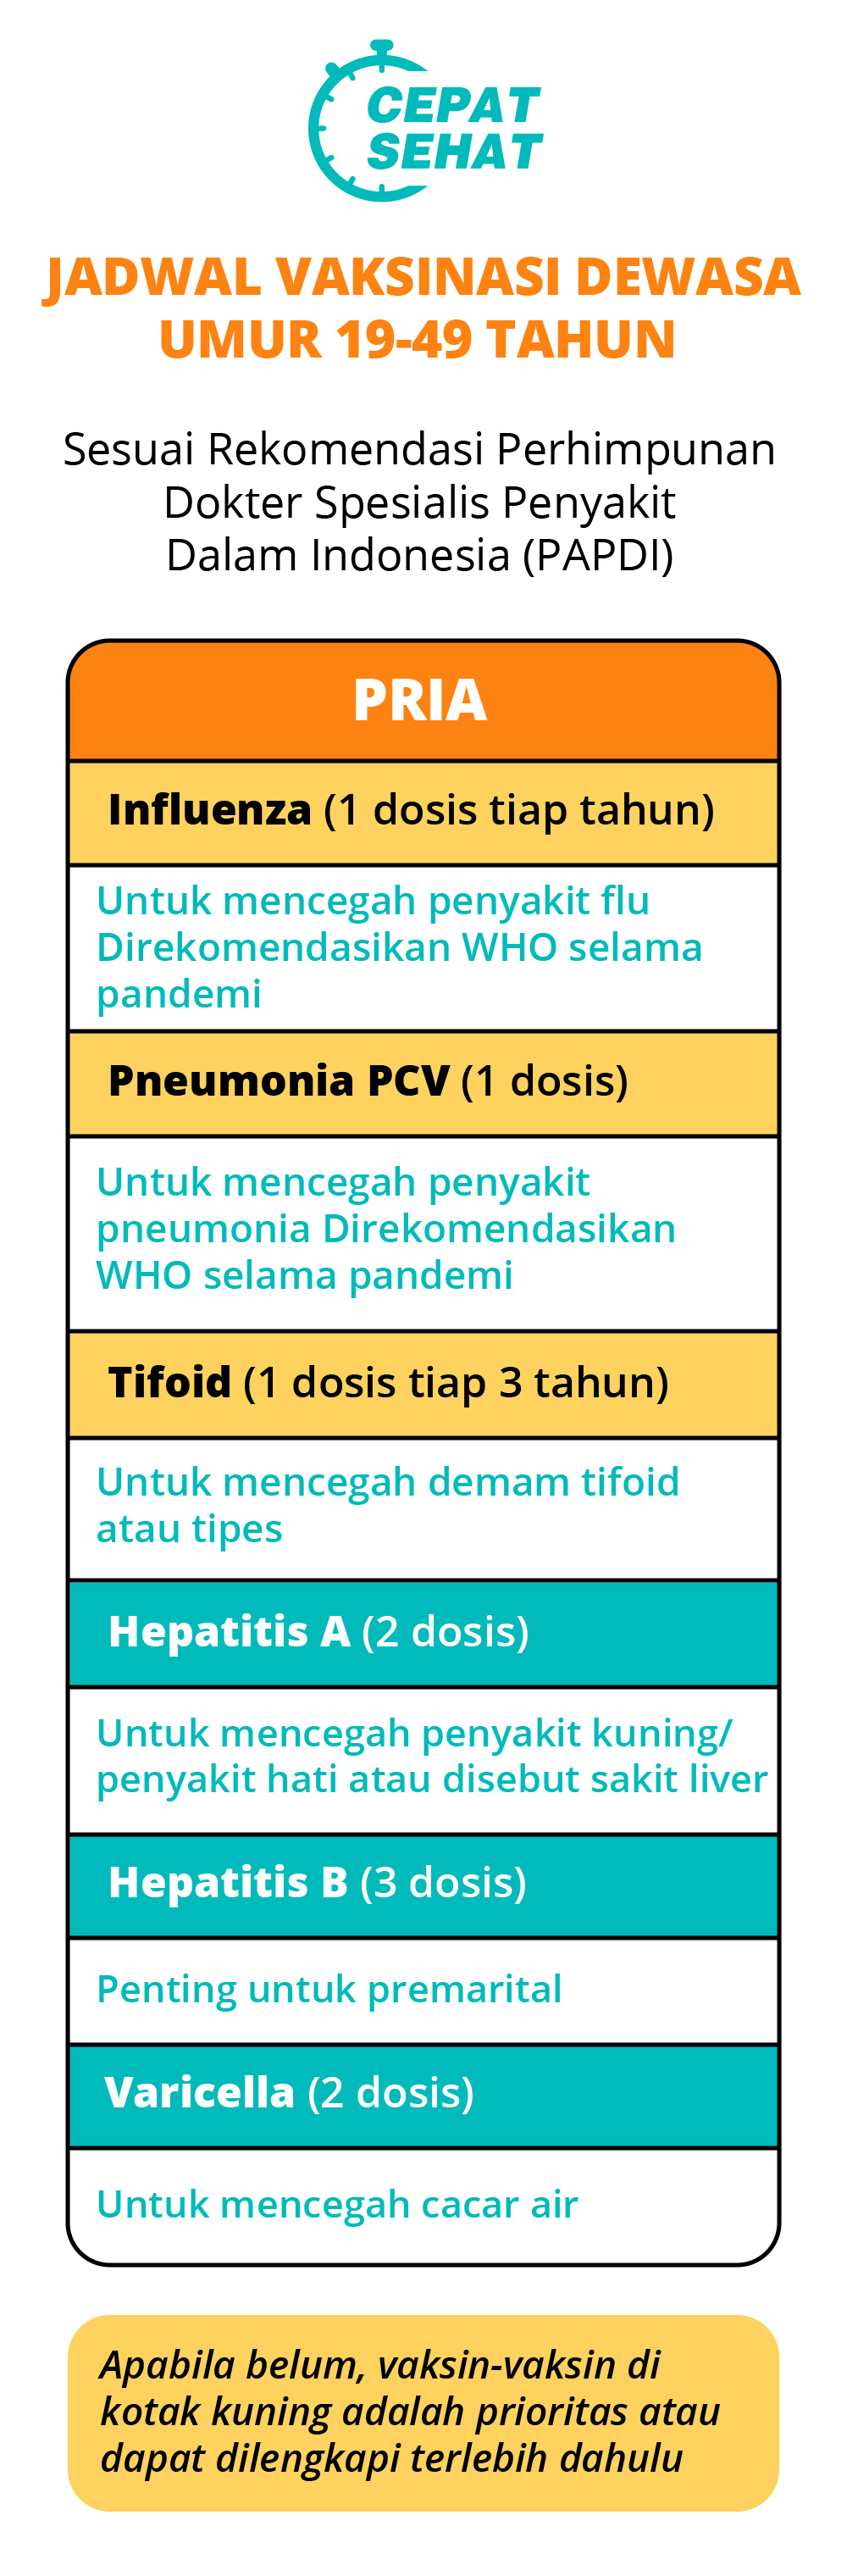 CEPAT
SEHAT
JADWAL VAKSINASI DEWASA
UMUR 19-49 TAHUN
Sesuai Rekomendasi Perhimpunan
Dokter Spesialis Penyakit
Dalam Indonesia (PAPDI)
PRIA
Influenza (1 dosis tiap tahun)
Untuk mencegah penyakit flu
Direkomendasikan WHO selama
pandemi
Pneumonia PCV (1 dosis)
Untuk mencegah penyakit
pneumonia Direkomendasikan
WHO selama pandemi
Tifoid (1 dosis tiap 3 tahun)
Untuk mencegah demam tifoid
atau tipes
Hepatitis A (2 dosis)
Untuk mencegah penyakit kuning/
penyakit hati atau disebut sakit liver
Hepatitis B (3 dosis)
Penting untuk premarital
Varicella (2 dosis)
Untuk mencegah cacar air
Apabila belum, vaksin-vaksin di
kotak kuning adalah prioritas atau
dapat dilengkapi terlebih dahulu